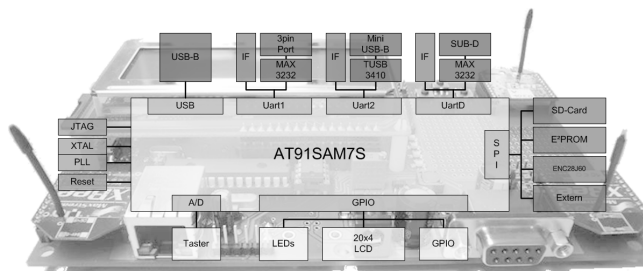 USB-B
IF
3pin
Port
MAX
3232
IF
Mini
USB-B
TUSB
3410
IF
SUB-D
MAX
3232
USB
Uart1
Uart2
UartD
JTAG
XTAL
PLL
Reset
AT91SAM7S
SPI
SD-Card
E²PROM
ENC28J60
Extern
A/D
GPIO
Taster
LEDs
20x4
LCD
GPIO